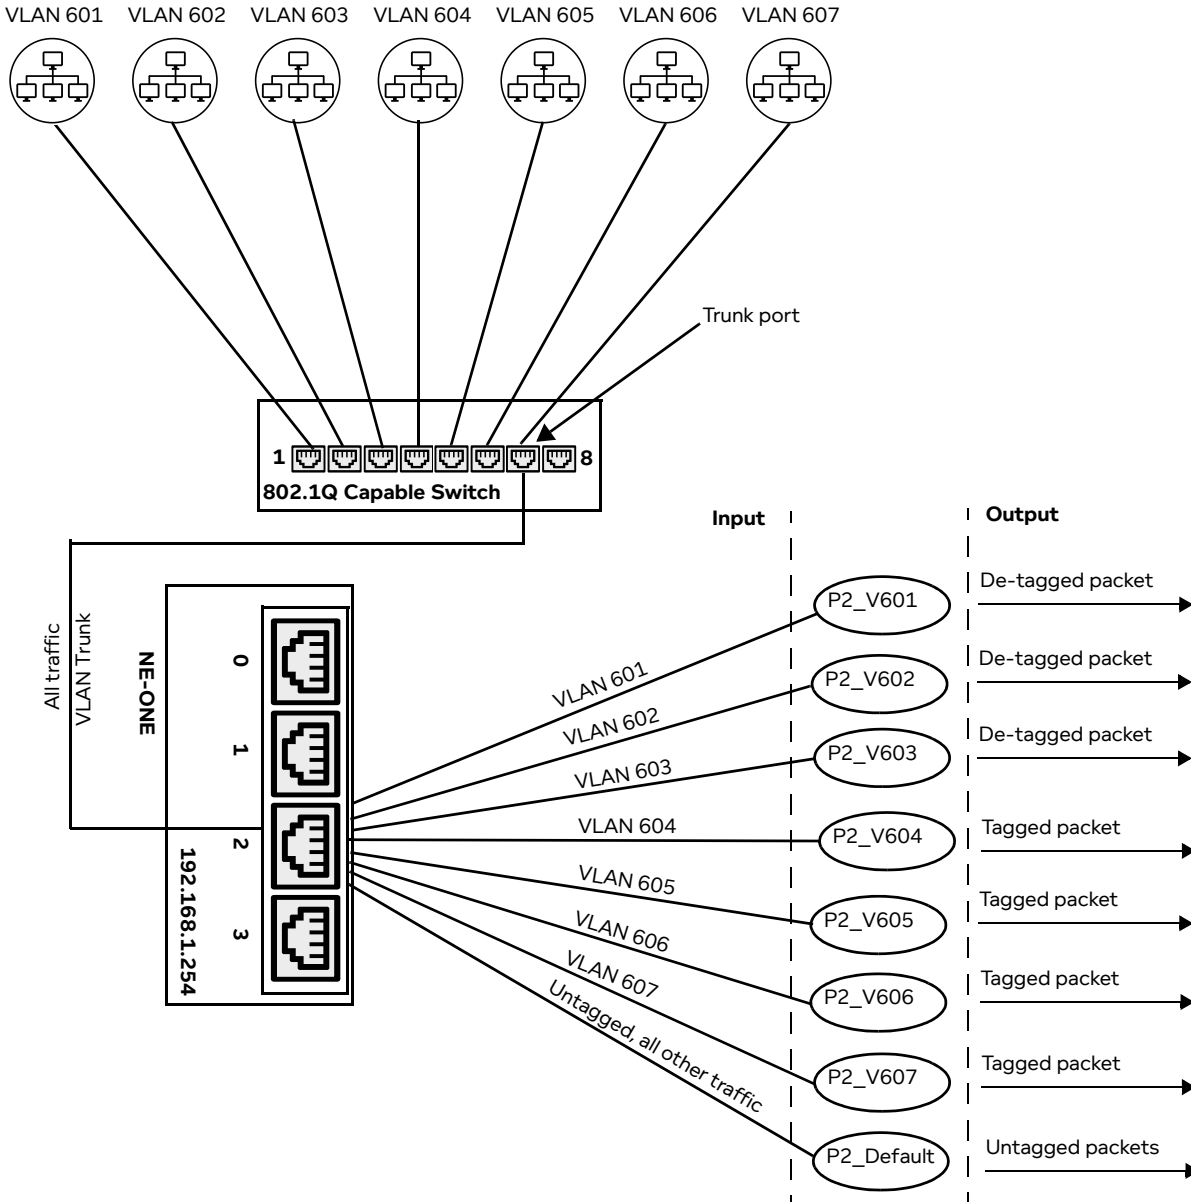 VLAN 601
VLAN 602
VLAN 603
VLAN 604
VLAN 605
VLAN 606
VLAN 607
Trunk port
1
8
802.1Q Capable Switch
Input
Output
All traffic
VLAN Trunk
NE-ONE
192.168.1.254
0
1
2
3
VLAN 601
P2_V601
De-tagged packet
VLAN 602
P2_V602
De-tagged packet
VLAN 603
P2_V603
De-tagged packet
VLAN 604
P2_V604
Tagged packet
VLAN 605
P2_V605
Tagged packet
VLAN 606
P2_V606
Tagged packet
VLAN 607
P2_V607
Tagged packet
Untagged, all other traffic
P2_Default
Untagged packets